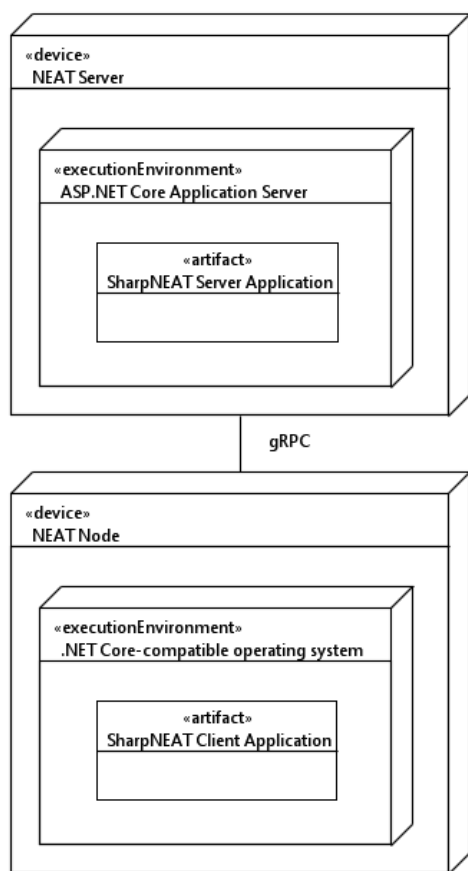 «device»
NEAT Server
«executionEnvironment»
ASP.NET Core Application Server
«artifact»
SharpNEAT Server Application
gRPC
«device»
NEAT Node
«executionEnvironment»
.NET Core-compatible operating system
«artifact»
SharpNEAT Client Application